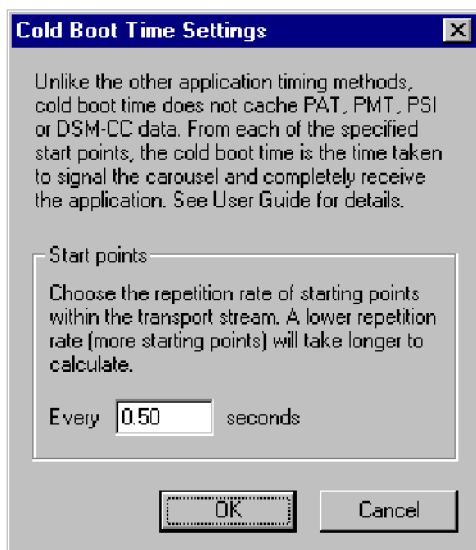 Cold Boot Time Settings
Unlike the other application timing methods,
cold boot time does not cache PAT, PMT, PSI
or DSM-CC data. From each of the specified
start points, the cold boot time is the time taken
to signal the carousel and completely receive
the application. See User Guide for details.
Start points
Choose the repetition rate of starting points
within the transport stream. A lower repetition
rate (more starting points) will take longer to
calculate.
Every 0.50 seconds
OK Cancel